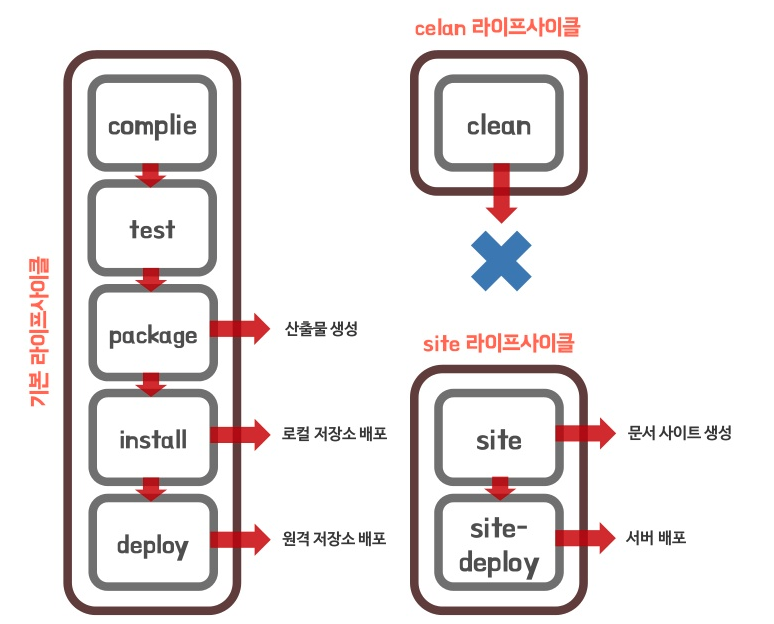 기본 라이프사이클
complie
test
package
산출물 생성
install
로컬 저장소 배포
deploy
원격 저장소 배포
celan 라이프사이클
clean
site 라이프사이클
site
문서 사이트 생성
site-
deploy
서버 배포